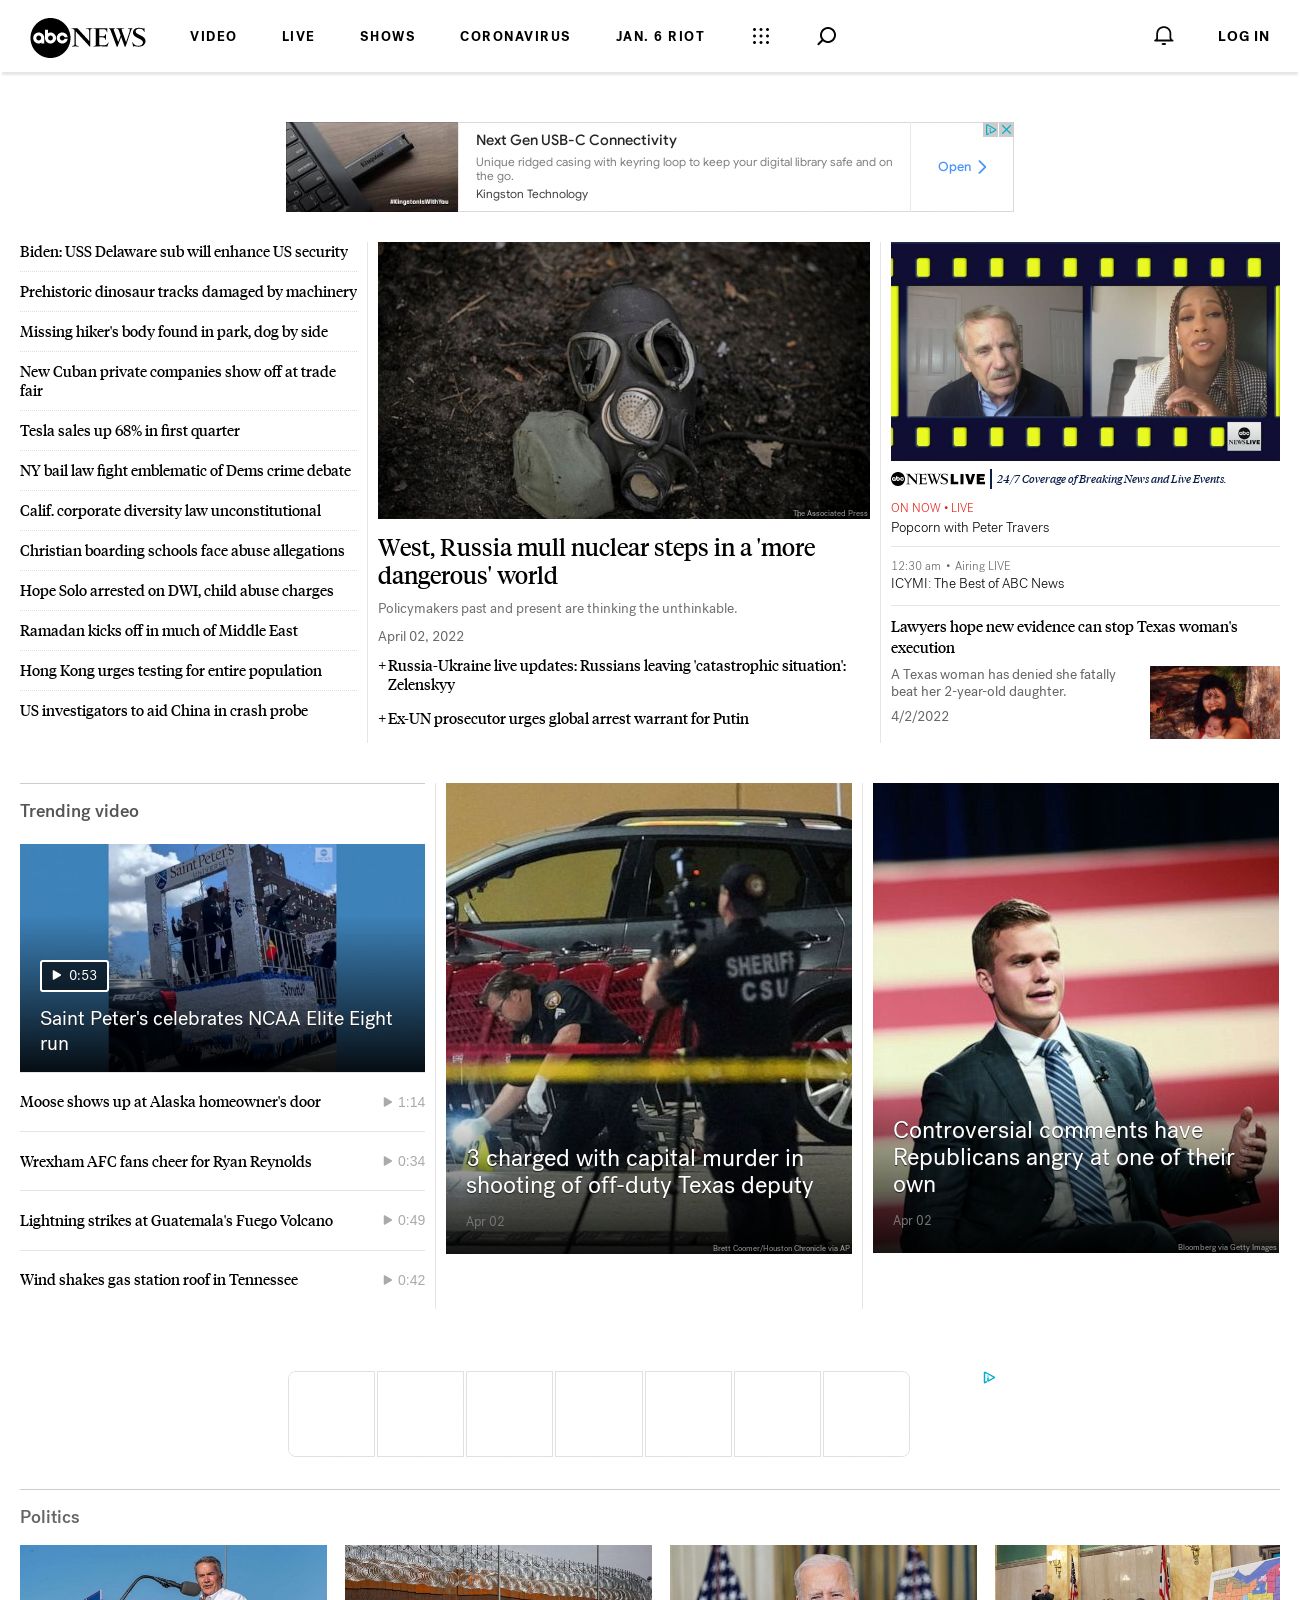 abc NEWS
VIDEO
LIVE
SHOWS
CORONAVIRUS
JAN. 6 RIOT
LOG IN
#KingstonIsWithYou
Next Gen USB-C Connectivity
Unique ridged casing with keyring loop to keep your digital library safe and on
the go.
Kingston Technology
Open
Biden: USS Delaware sub will enhance US security
Prehistoric dinosaur tracks damaged by machinery
Missing hiker's body found in park, dog by side
New Cuban private companies show off at trade
fair
Tesla sales up 68% in first quarter
NY bail law fight emblematic of Dems crime debate
Calif. corporate diversity law unconstitutional
Christian boarding schools face abuse allegations
Hope Solo arrested on DWI, child abuse charges
Ramadan kicks off in much of Middle East
Hong Kong urges testing for entire population
US investigators to aid China in crash probe
The Associated Press
West, Russia mull nuclear steps in a 'more
dangerous' world
Policymakers past and present are thinking the unthinkable.
April 02, 2022
+ Russia-Ukraine live updates: Russians leaving 'catastrophic situation':
Zelenskyy
+ Ex-UN prosecutor urges global arrest warrant for Putin
abc
NEWS LIVE
abc NEWS LIVE 24/7 Coverage of Breaking News and Live Events.
ON NOW • LIVE
Popcorn with Peter Travers
12:30 am • Airing LIVE
ICYMI: The Best of ABC News
Lawyers hope new evidence can stop Texas woman's
execution
A Texas woman has denied she fatally
beat her 2-year-old daughter.
4/2/2022
Trending video
Saint Peter's
UNIVERSITY
#StrutUp
0:53
Saint Peter's celebrates NCAA Elite Eight
run
Moose shows up at Alaska homeowner's door 1:14
Wrexham AFC fans cheer for Ryan Reynolds 0:34
Lightning strikes at Guatemala's Fuego Volcano 0:49
Wind shakes gas station roof in Tennessee 0:42
SHERIFF
CSU
3 charged with capital murder in
shooting of off-duty Texas deputy
Apr 02
Brett Coomer/Houston Chronicle via AP
Controversial comments have
Republicans angry at one of their
own
Apr 02
Bloomberg via Getty Images
Politics